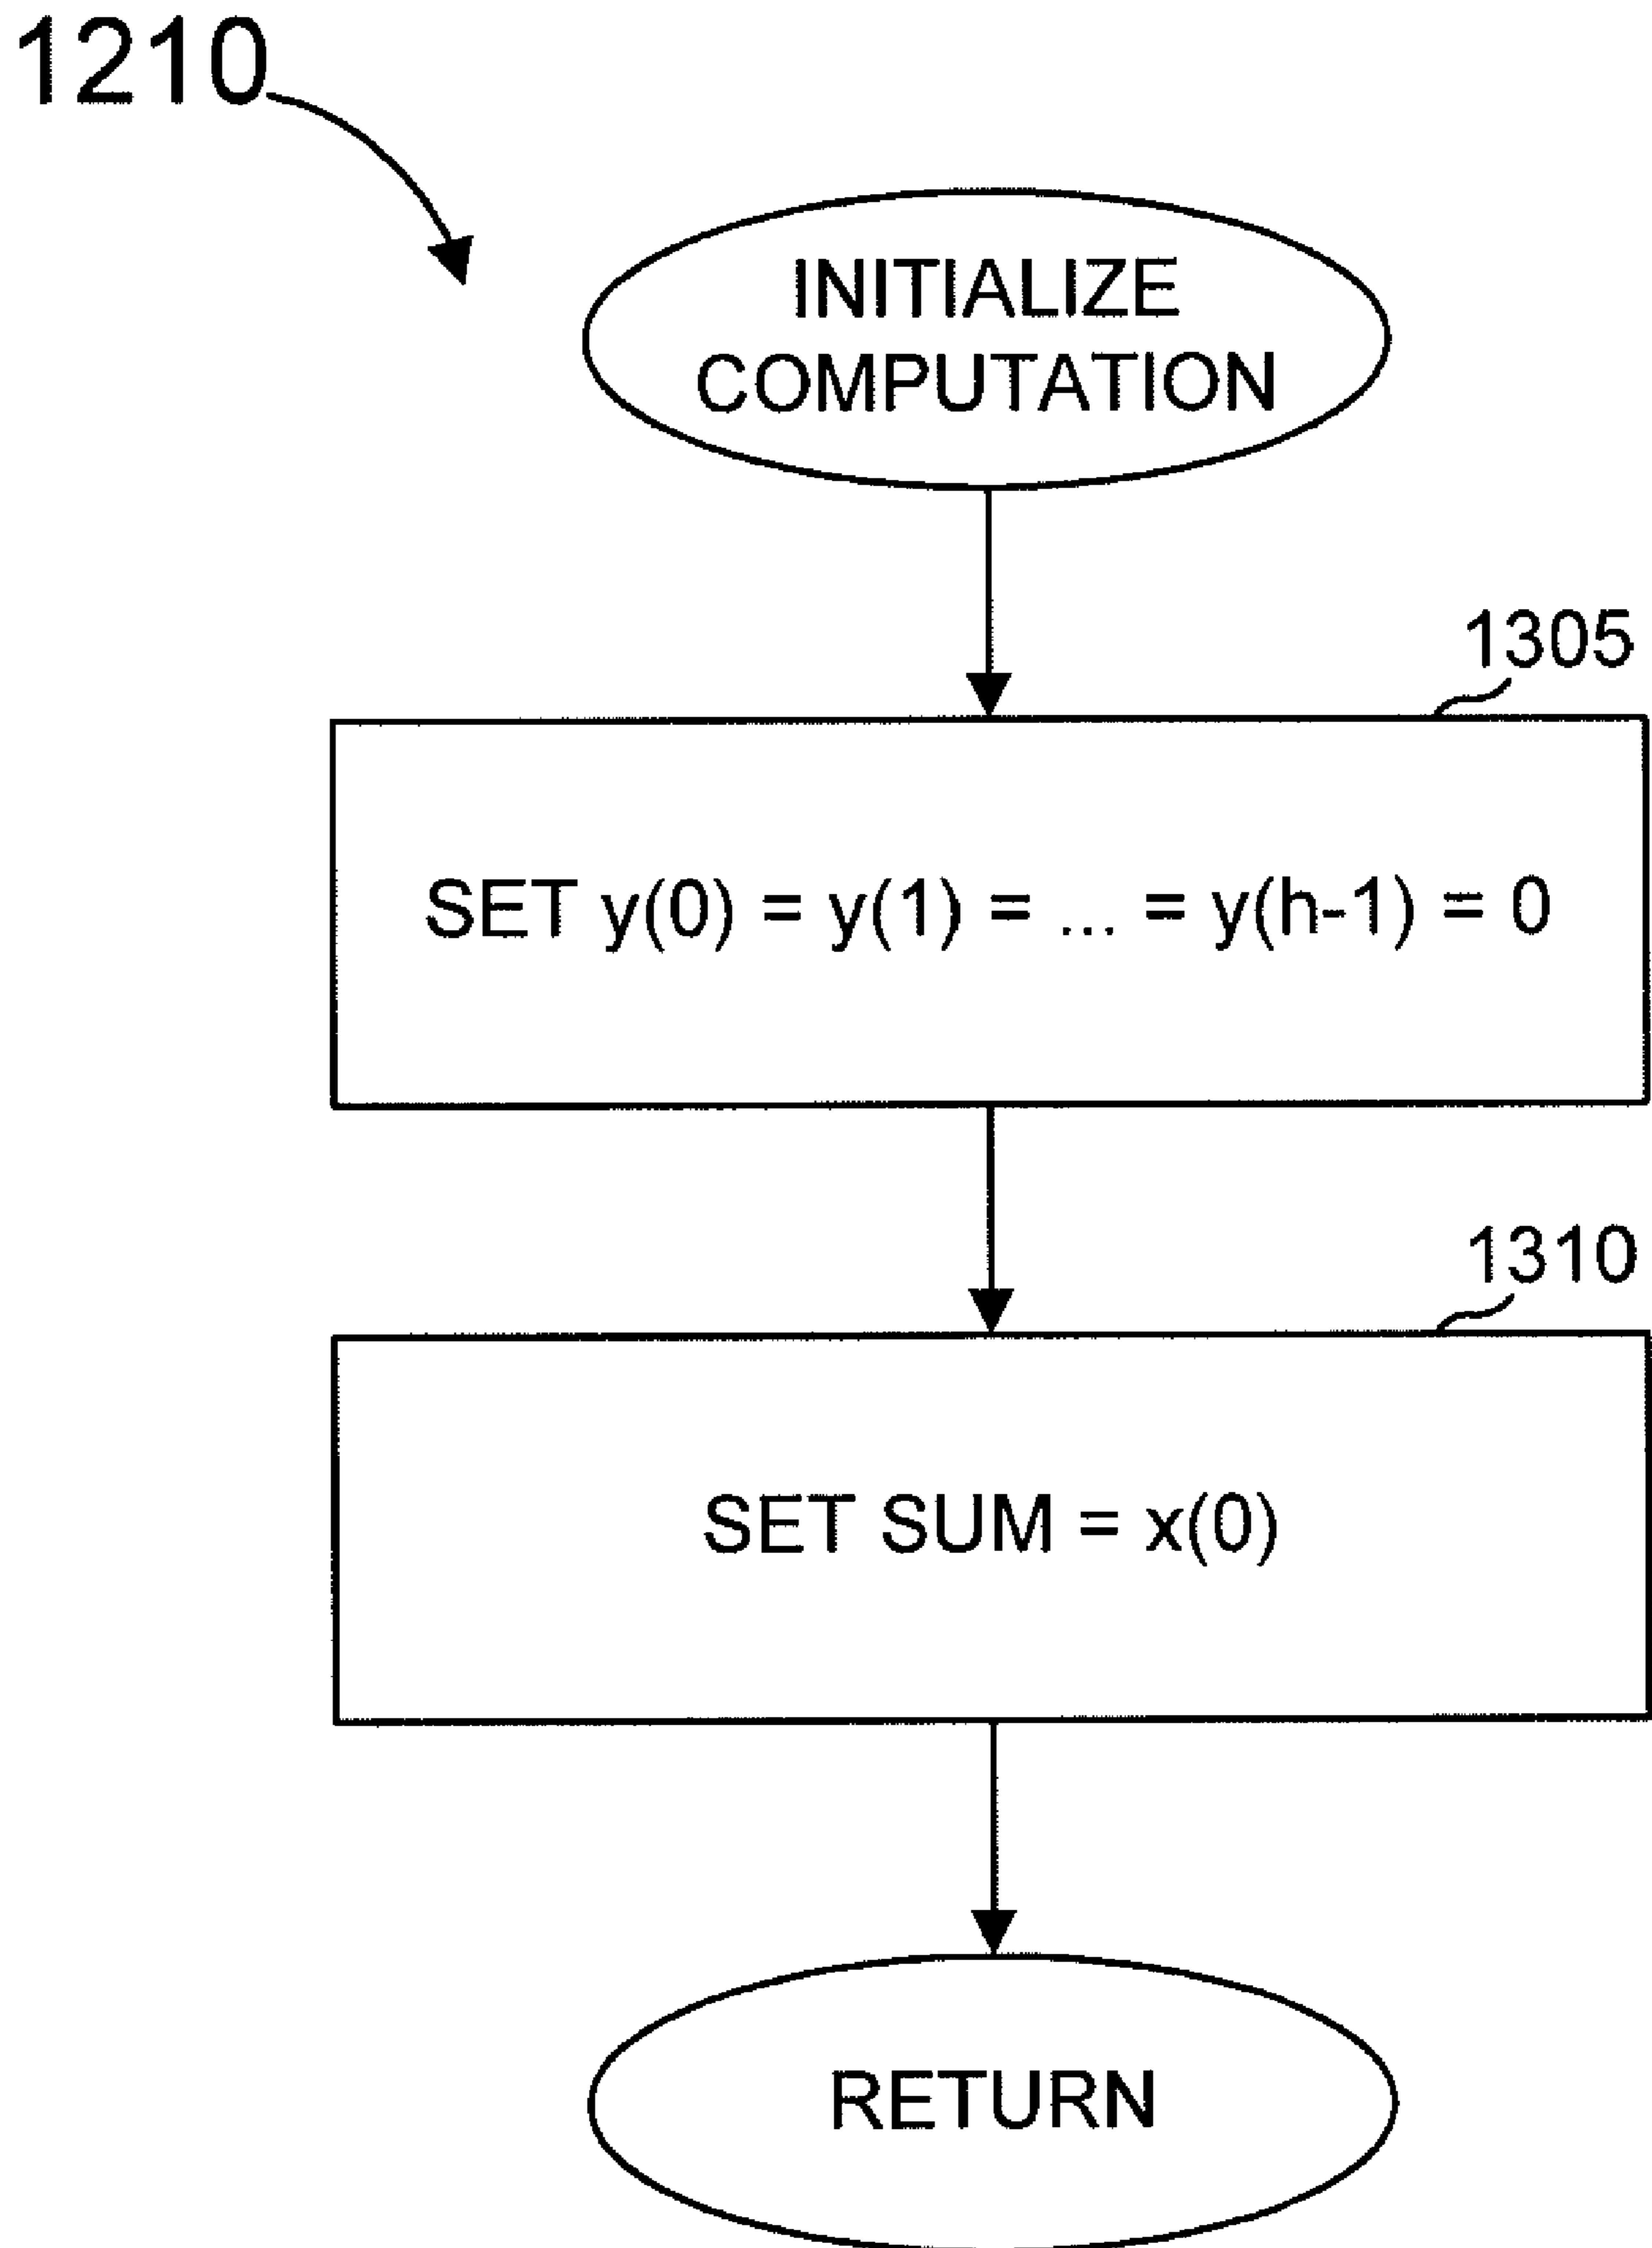 1210
INITIALIZE
COMPUTATION
1305
SET y(0) = y(1) = ... = y(h-1) = 0
1310
SET SUM = x(0)
RETURN